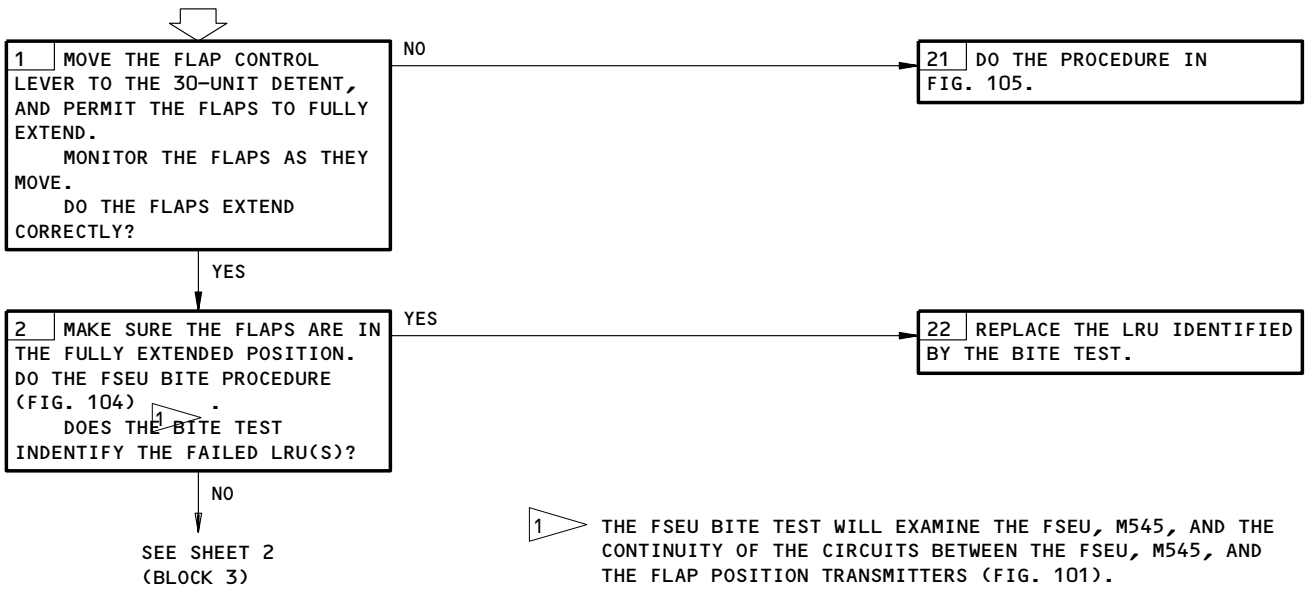 1 MOVE THE FLAP CONTROL
LEVER TO THE 30-UNIT DETENT,
AND PERMIT THE FLAPS TO FULLY
EXTEND.
MONITOR THE FLAPS AS THEY
MOVE.
DO THE FLAPS EXTEND
CORRECTLY?
NO
21 DO THE PROCEDURE IN
FIG. 105.
YES
2 MAKE SURE THE FLAPS ARE IN
THE FULLY EXTENDED POSITION.
DO THE FSEU BITE PROCEDURE
(FIG. 104) 1 .
DOES THE BITE TEST
INDENTIFY THE FAILED LRU(S)?
YES
22 REPLACE THE LRU IDENTIFIED
BY THE BITE TEST.
NO
SEE SHEET 2
(BLOCK 3)
1 THE FSEU BITE TEST WILL EXAMINE THE FSEU, M545, AND THE
CONTINUITY OF THE CIRCUITS BETWEEN THE FSEU, M545, AND
THE FLAP POSITION TRANSMITTERS (FIG. 101).